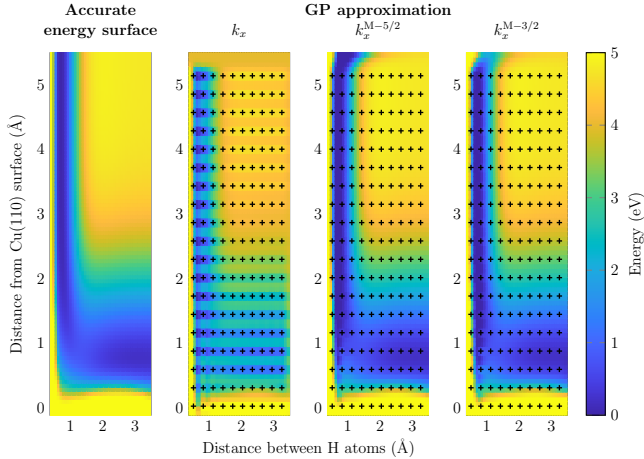 Accurate
energy surface
GP approximation
k_x
k_x^{M−5/2}
k_x^{M−3/2}
Distance from Cu(110) surface (Å)
5
4
3
2
1
0
5
4
3
2
1
0
5
4
3
2
1
0
5
4
3
2
1
0
1 2 3
1 2 3
1 2 3
1 2 3
Distance between H atoms (Å)
5
4
3
2
1
0
Energy (eV)